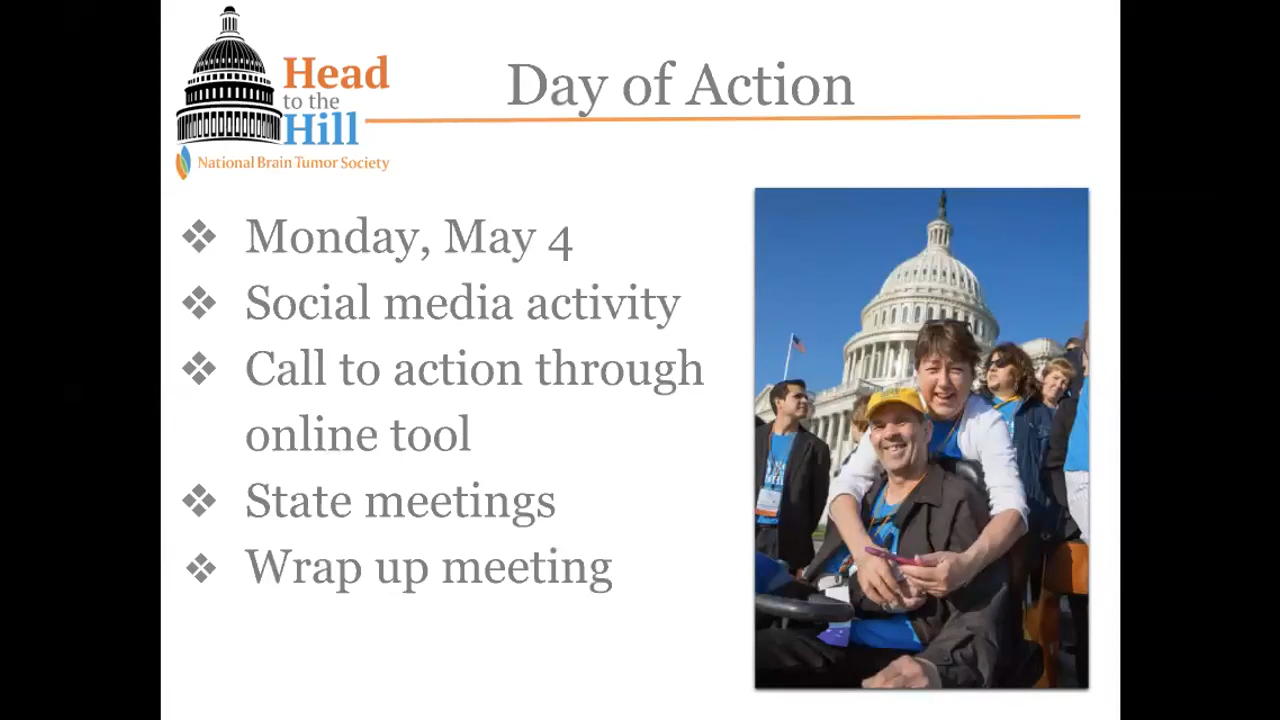 Head
to the
Hill
National Brain Tumor Society
Day of Action
Monday, May 4
Social media activity
Call to action through
online tool
State meetings
Wrap up meeting